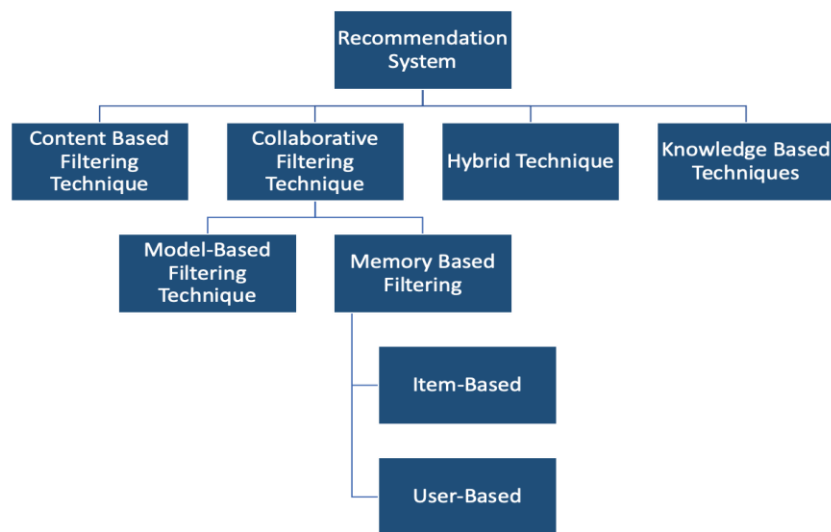 Recommendation
System
Content Based
Filtering
Technique
Collaborative
Filtering
Technique
Hybrid Technique
Knowledge Based
Techniques
Model-Based
Filtering
Technique
Memory Based
Filtering
Item-Based
User-Based